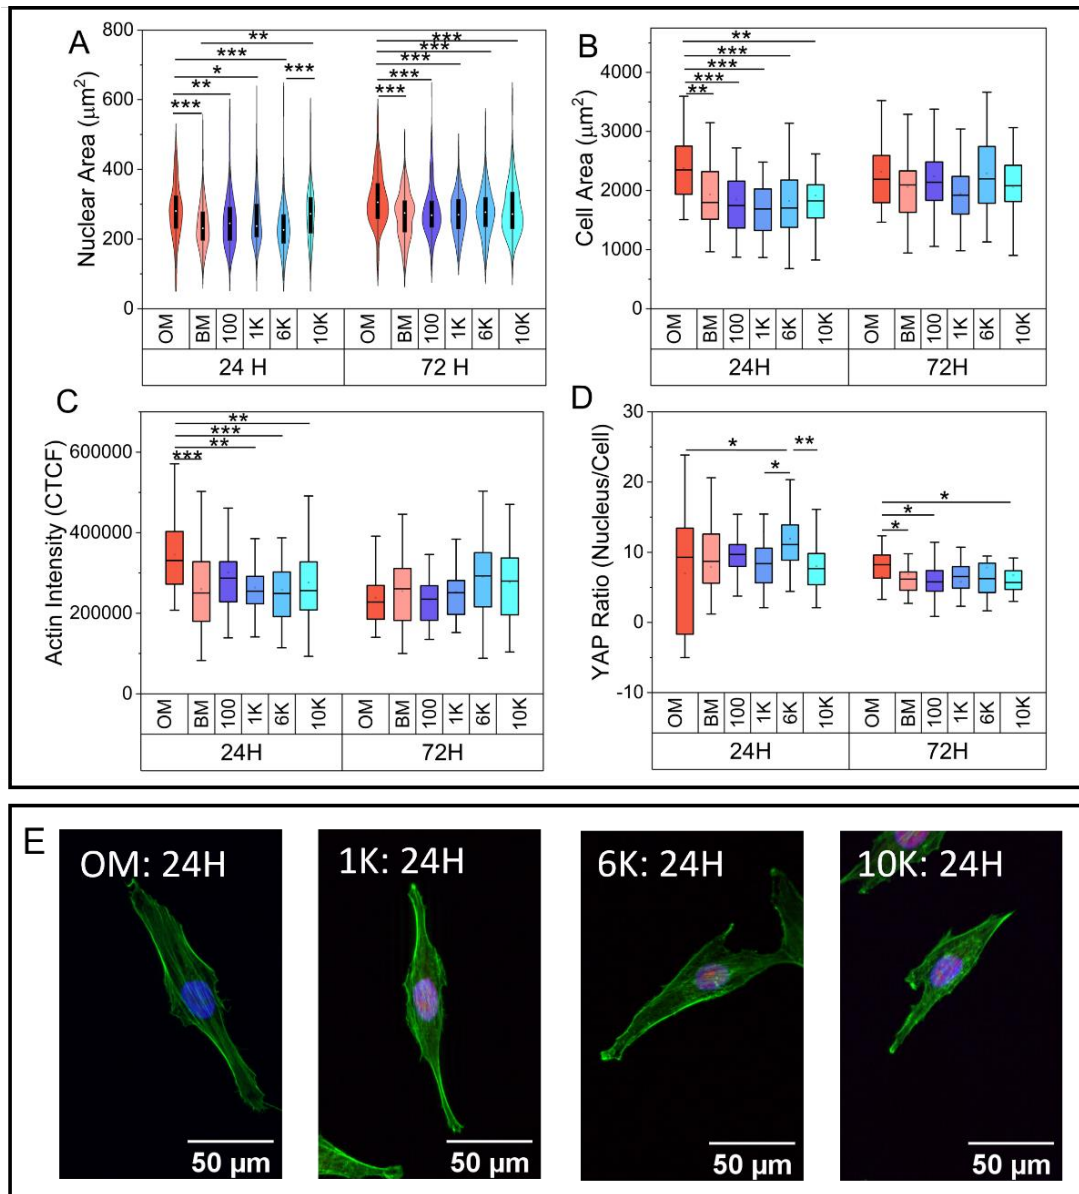 A
Nuclear Area (μm²)
800
600
400
200
0
**
***
*
**
***
***
***
***
***
***
***
OM BM 100 1K 6K 10K OM BM 100 1K 6K 10K
24 H 72 H
B
Cell Area (μm²)
4000
3000
2000
1000
0
**
***
***
***
**
OM BM 100 1K 6K 10K OM BM 100 1K 6K 10K
24H 72H
C
Actin Intensity (CTCF)
600000
400000
200000
0
**
***
**
***
OM BM 100 1K 6K 10K OM BM 100 1K 6K 10K
24H 72H
D
YAP Ratio (Nucleus/Cell)
30
20
10
0
-10
* **
*
*
*
*
OM BM 100 1K 6K 10K OM BM 100 1K 6K 10K
24H 72H
E
OM: 24H 1K: 24H 6K: 24H 10K: 24H
50 μm 50 μm 50 μm 50 μm